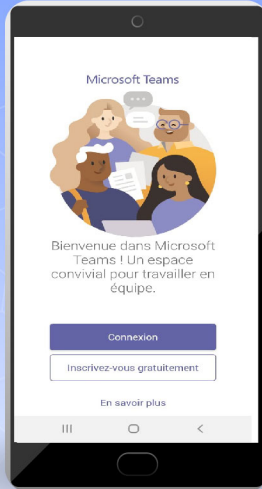 Microsoft Teams
Bienvenue dans Microsoft
Teams ! Un espace
convivial pour travailler en
équipe.
Connexion
Inscrivez-vous gratuitement
En savoir plus